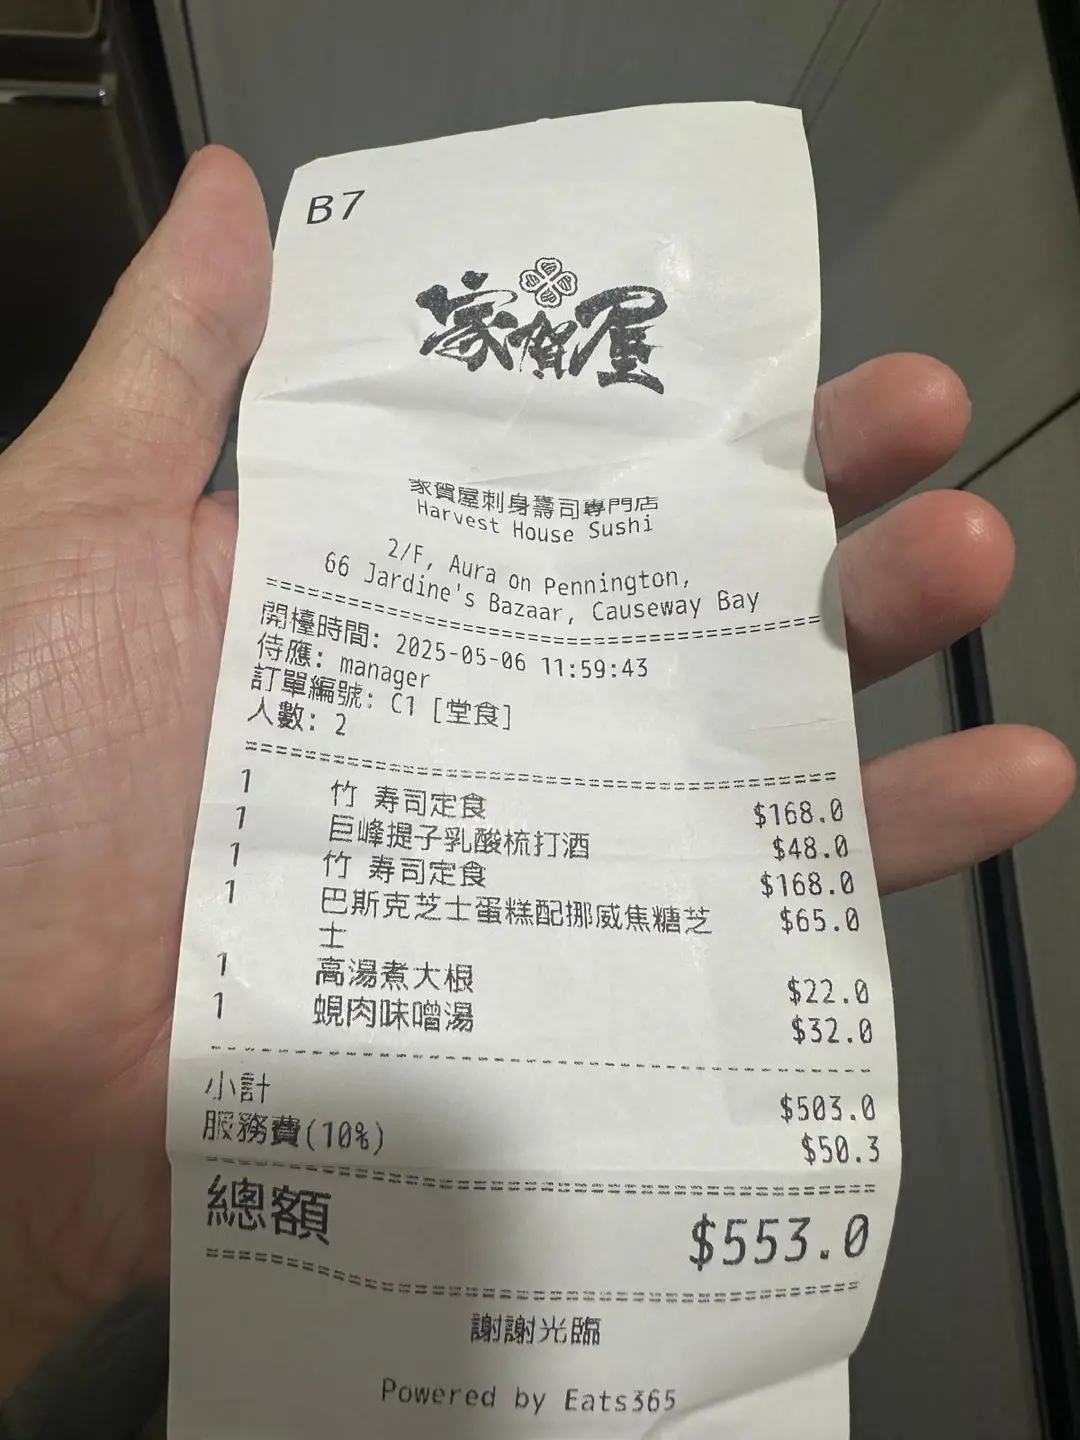 B7
家賀屋
家賀屋刺身壽司專門店
Harvest House Sushi
2/F, Aura on Pennington,
66 Jardine's Bazaar, Causeway Bay
開檯時間: 2025-05-06 11:59:43
侍應: manager
訂單編號: C1 [堂食]
人數: 2
1 竹 寿司定食 $168.0
1 巨峰提子乳酸梳打酒 $48.0
1 竹 寿司定食 $168.0
1 巴斯克芝士蛋糕配挪威焦糖芝 $65.0
士
1 高湯煮大根 $22.0
1 蜆肉味噌湯 $32.0
小計 $503.0
服務費(10%) $50.3
總額 $553.0
謝謝光臨
Powered by Eats365